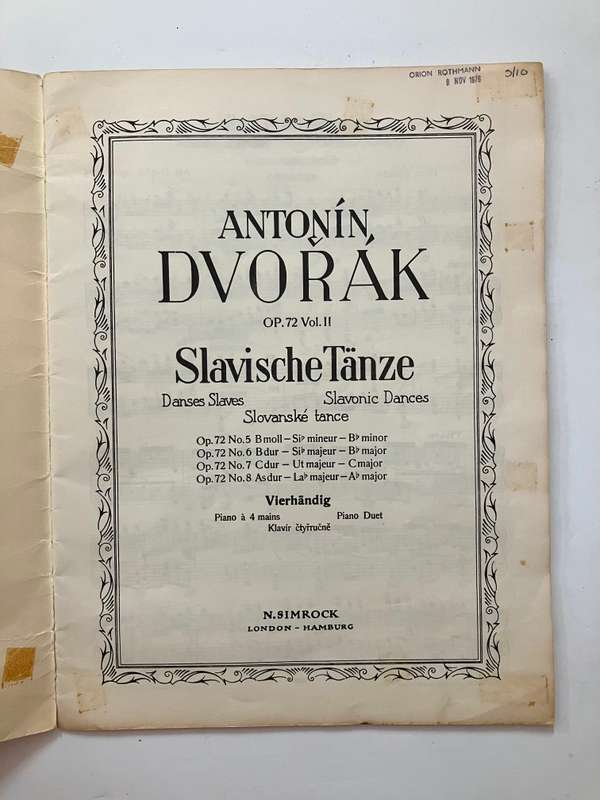 ORION ROTHMANN
8 NOV 1976
ANTONÍN
DVOŘÁK
OP. 72 Vol. II
Slavische Tänze
Danses Slaves Slavonic Dances
Slovanské tance
Op. 72 No. 5 B moll – Si♭ mineur – B♭ minor
Op. 72 No. 6 B dur – Si♭ majeur – B♭ major
Op. 72 No. 7 C dur – Ut majeur – C major
Op. 72 No. 8 As dur – La♭ majeur – A♭ major
Vierhändig
Piano à 4 mains Piano Duet
Klavír čtyřručně
N. SIMROCK
LONDON – HAMBURG